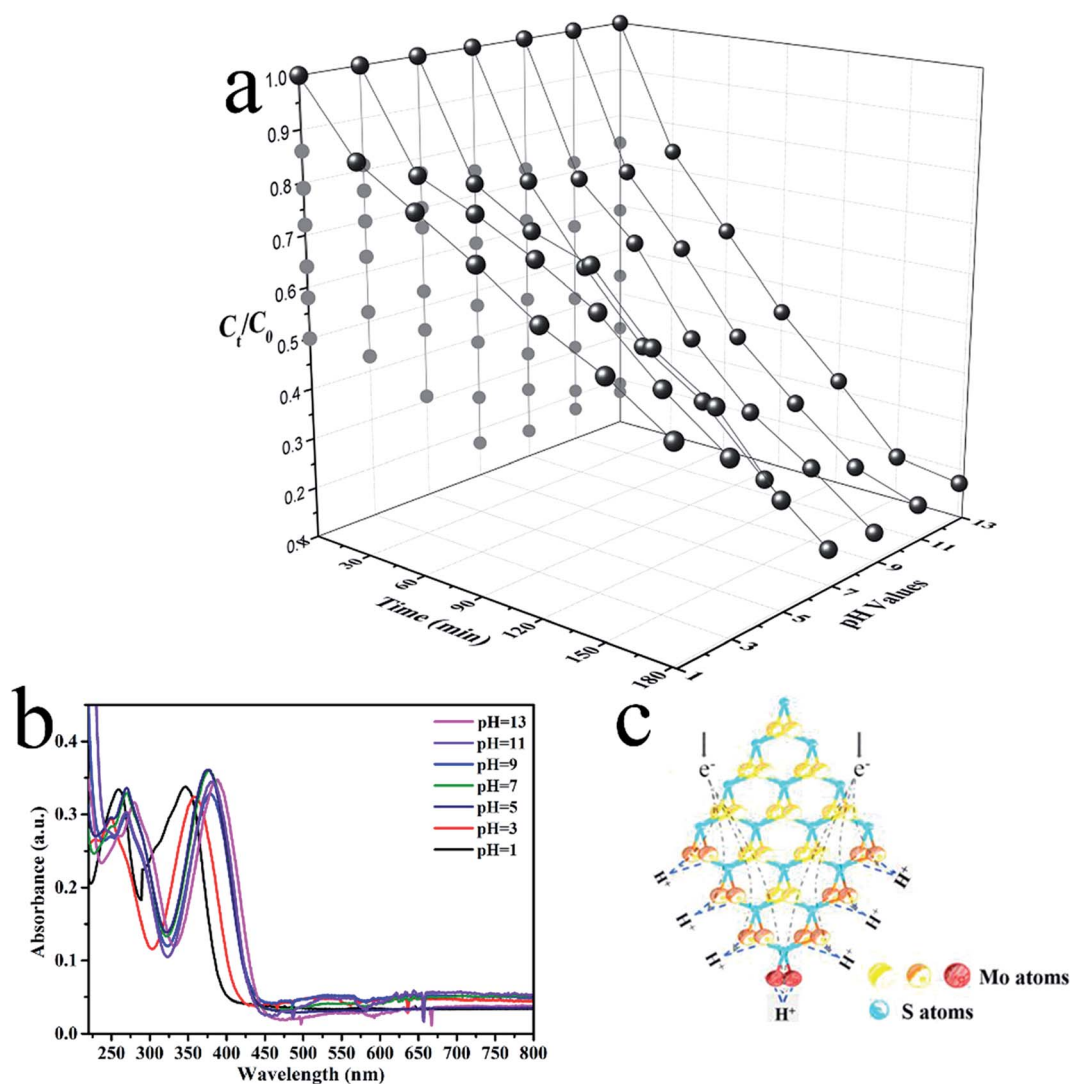 a
1.0
0.9
0.8
0.7
0.6
0.5
0.4
0.3
0.2
Ct/C0
30
60
90
120
150
180
Time (min)
1
3
5
7
9
11
13
pH Values
b
0.4
0.3
0.2
0.1
0.0
Absorbance (a.u.)
pH=13
pH=11
pH=9
pH=7
pH=5
pH=3
pH=1
250 300 350 400 450 500 550 600 650 700 750 800
Wavelength (nm)
c
e- e-
H+ H+
H+ H+
H+ H+
H+
Mo atoms
S atoms